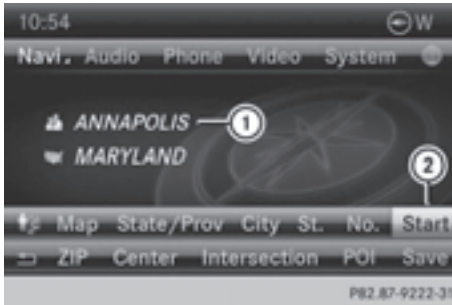 10:54 W
Navi. Audio Phone Video System
ANNAPOLIS 1
MARYLAND
2
Map State/Prov City St. No. Start
ZIP Center Intersection POI Save
P82.87-9222-31